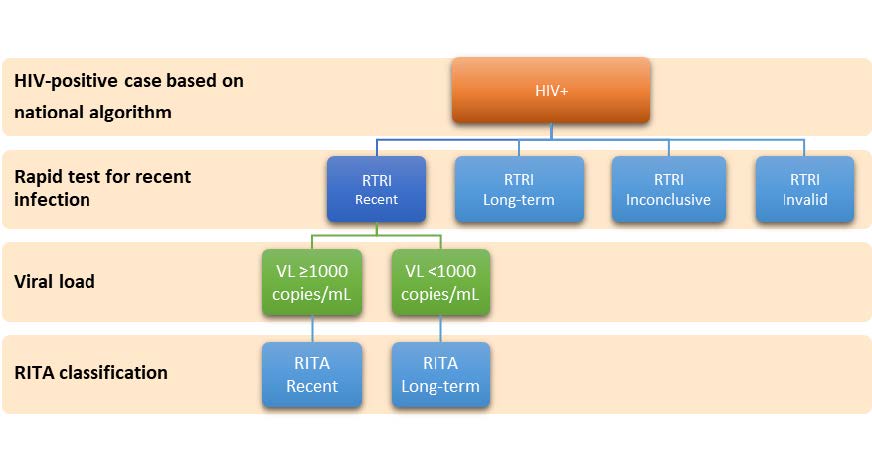 HIV-positive case based on
national algorithm
HIV+
Rapid test for recent
infection
RTRI
Recent
RTRI
Long-term
RTRI
Inconclusive
RTRI
Invalid
Viral load
VL ≥1000
copies/mL
VL <1000
copies/mL
RITA classification
RITA
Recent
RITA
Long-term